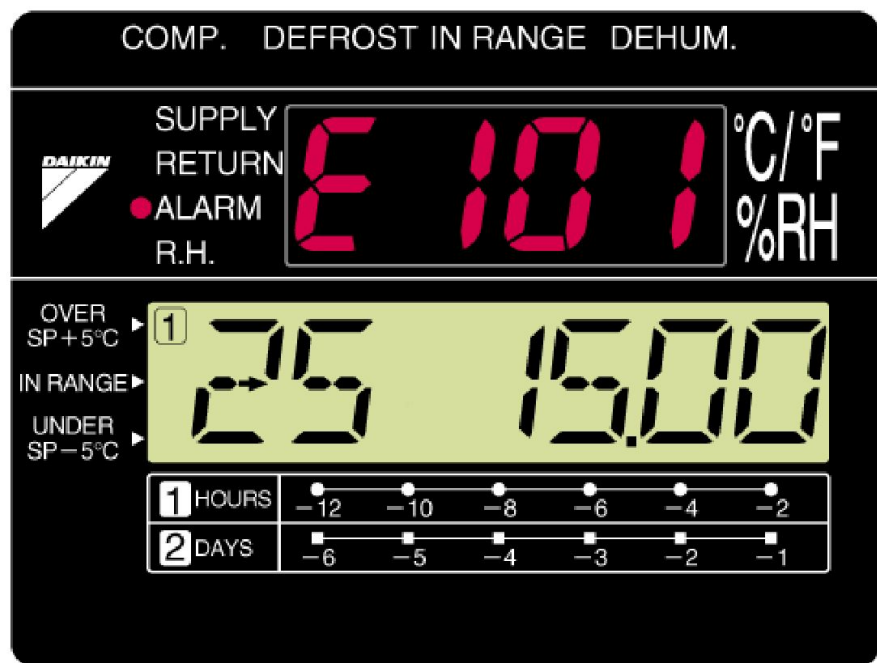 COMP. DEFROST IN RANGE DEHUM.
DAIKIN
SUPPLY
RETURN
ALARM
R.H.
E 101
°C/°F
%RH
OVER
SP+5°C
IN RANGE
UNDER
SP−5°C
1
25 15.00
1 HOURS −12 −10 −8 −6 −4 −2
2 DAYS −6 −5 −4 −3 −2 −1